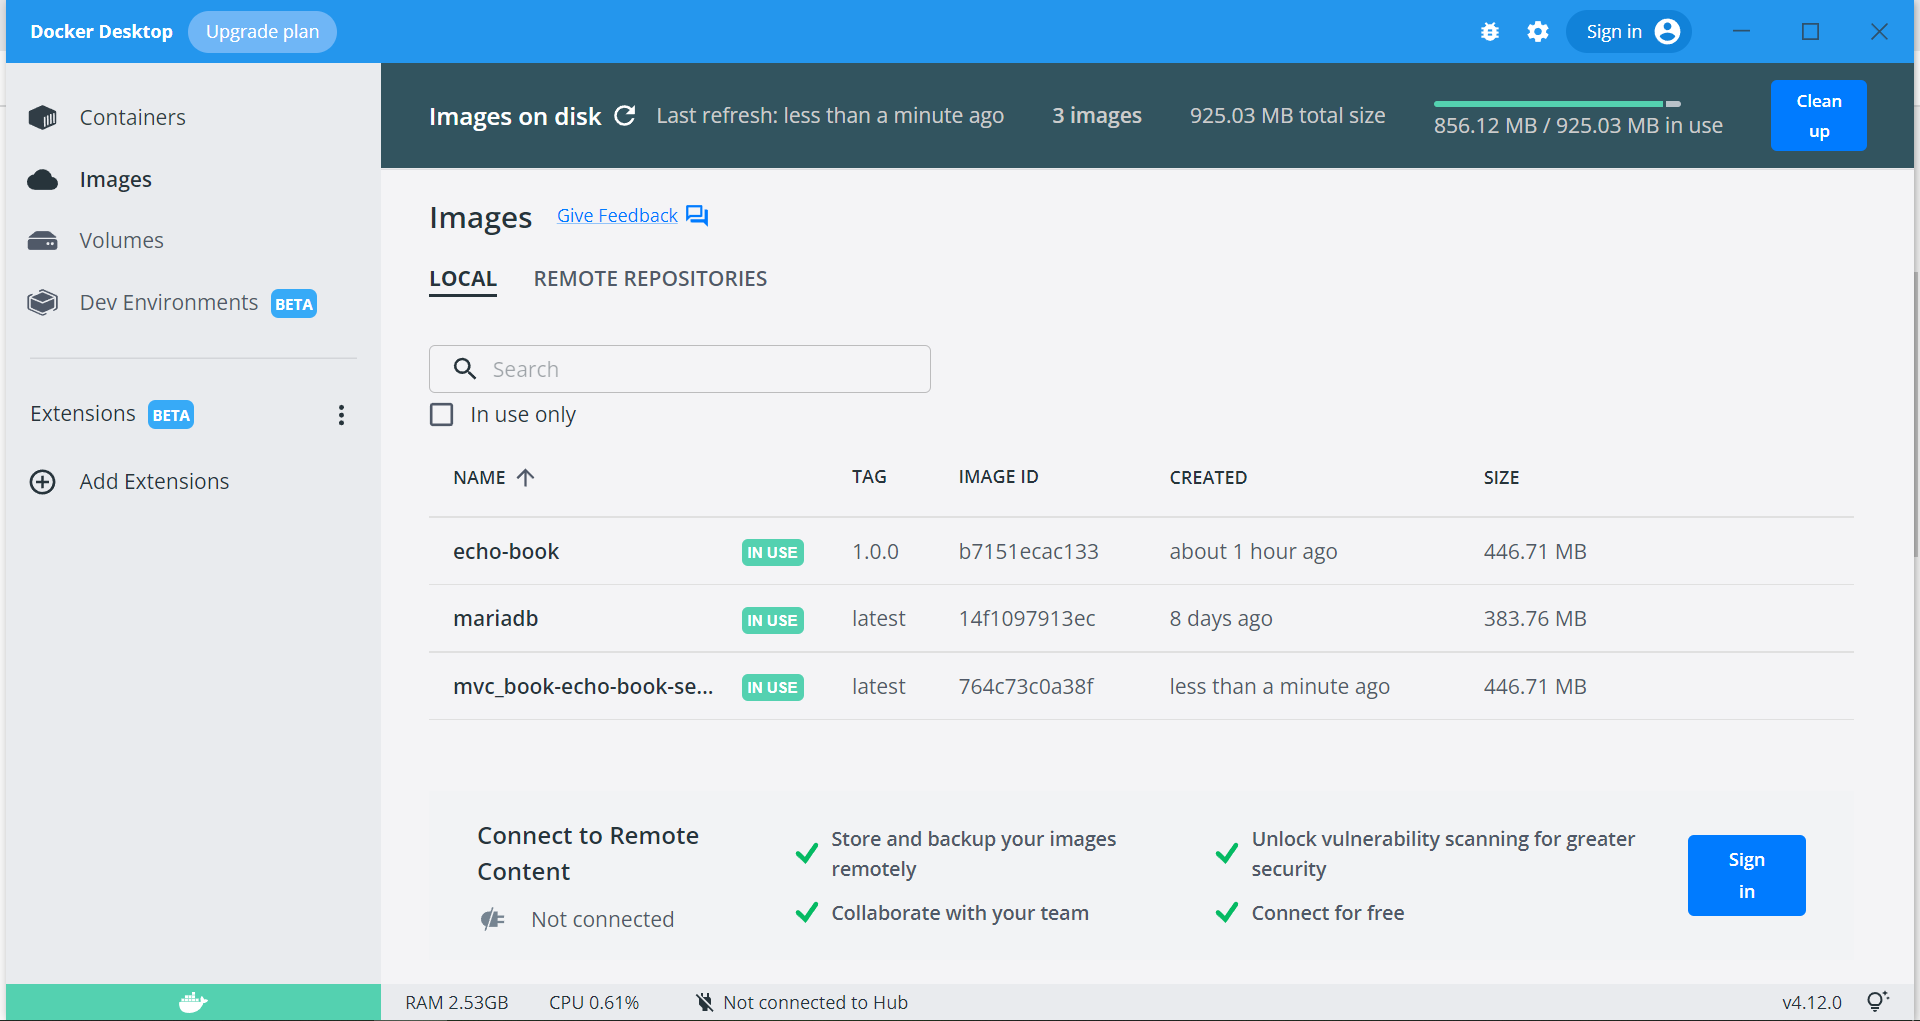 Docker Desktop Upgrade plan Sign in
Containers
Images
Volumes
Dev Environments BETA
Extensions BETA
Add Extensions
Images on disk Last refresh: less than a minute ago 3 images 925.03 MB total size 856.12 MB / 925.03 MB in use
Clean
up
Images Give Feedback
LOCAL REMOTE REPOSITORIES
Search
In use only
NAME TAG IMAGE ID CREATED SIZE
echo-book IN USE 1.0.0 b7151ecac133 about 1 hour ago 446.71 MB
mariadb IN USE latest 14f1097913ec 8 days ago 383.76 MB
mvc_book-echo-book-se... IN USE latest 764c73c0a38f less than a minute ago 446.71 MB
Connect to Remote
Content
Not connected
Store and backup your images
remotely
Collaborate with your team
Unlock vulnerability scanning for greater
security
Connect for free
Sign
in
RAM 2.53GB CPU 0.61% Not connected to Hub v4.12.0